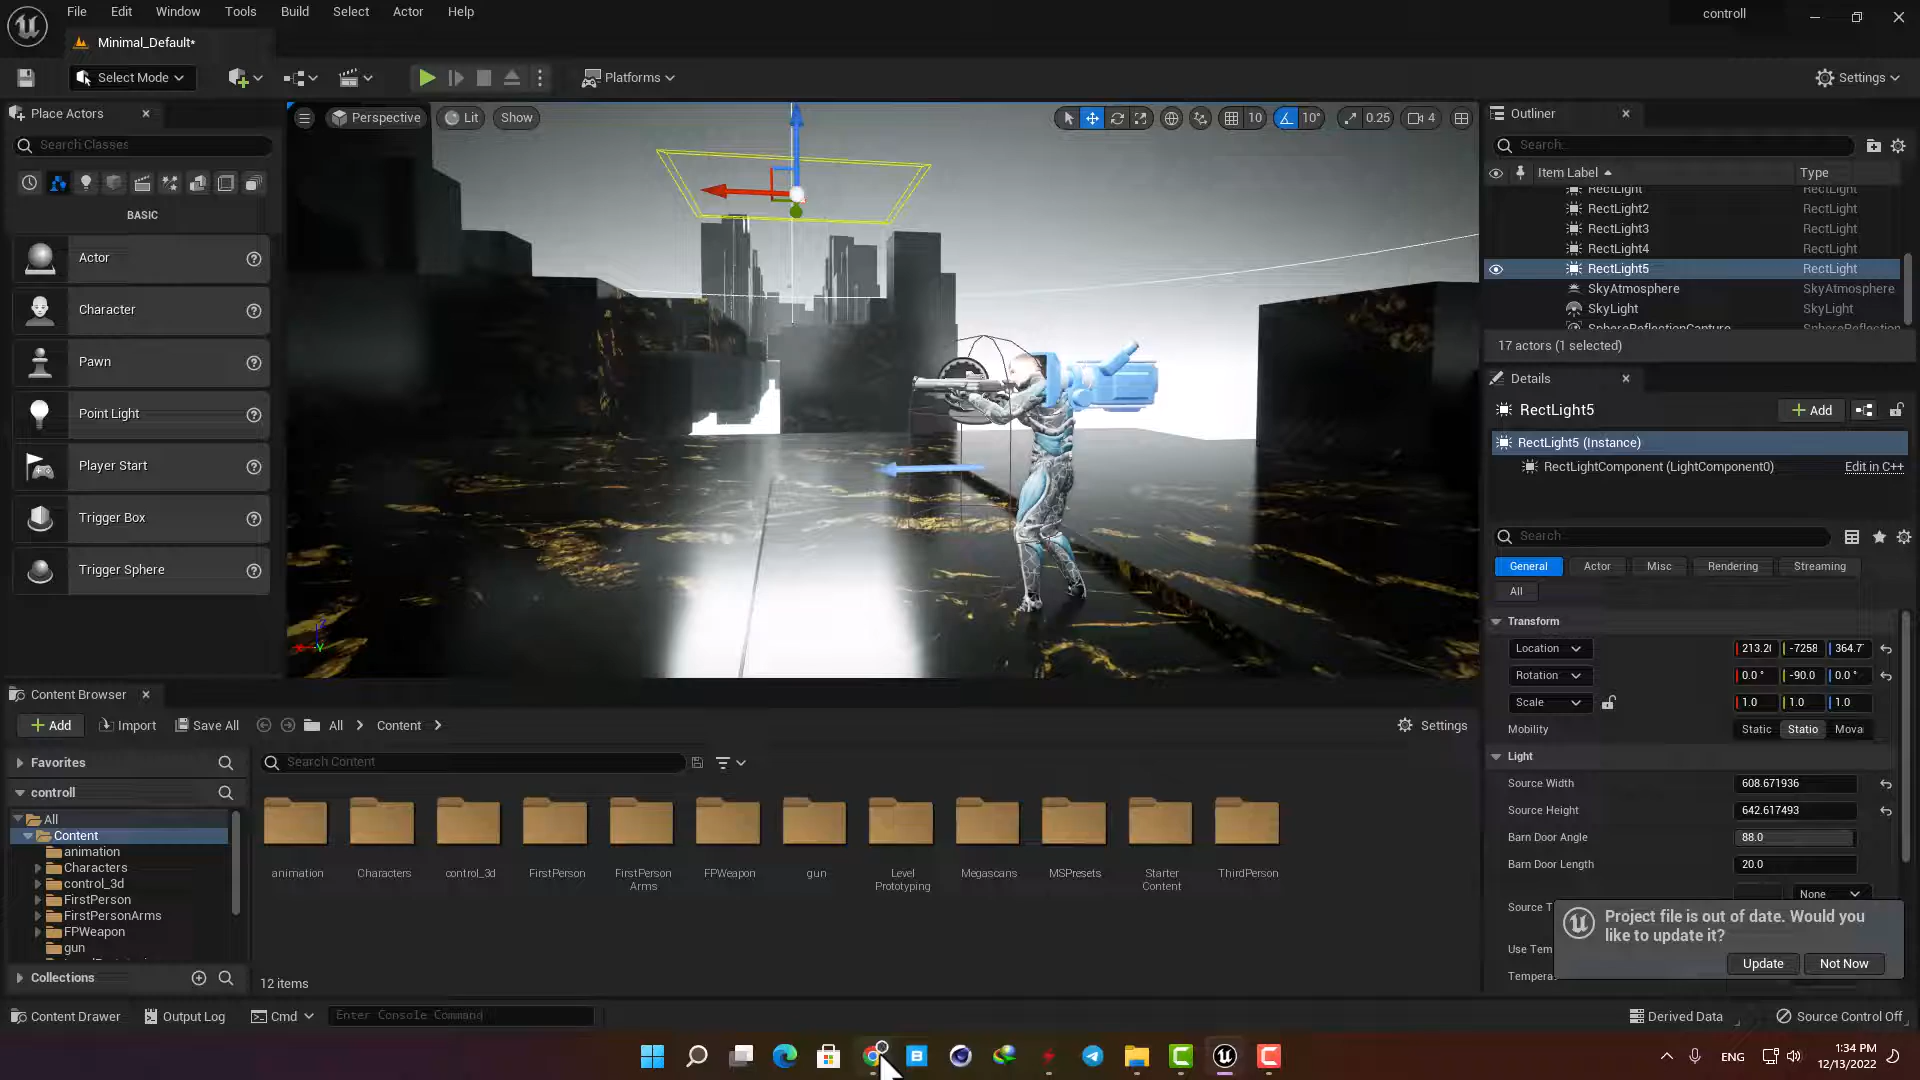 File Edit Window Tools Build Select Actor Help
controll
Minimal_Default*
Select Mode
Platforms
Settings
Place Actors
Search Classes
BASIC
Actor
Character
Pawn
Point Light
Player Start
Trigger Box
Trigger Sphere
Perspective Lit Show
10 10° 0.25 4
Outliner
Search...
Item Label Type
RectLight RectLight
RectLight2 RectLight
RectLight3 RectLight
RectLight4 RectLight
RectLight5 RectLight
SkyAtmosphere SkyAtmosphere
SkyLight SkyLight
SphereReflectionCapture SphereReflection
17 actors (1 selected)
Details
RectLight5
Add
RectLight5 (Instance)
RectLightComponent (LightComponent0) Edit in C++
Search
General Actor Misc Rendering Streaming
All
Transform
Location 213.2 -7258 364.7
Rotation 0.0° -90.0 0.0°
Scale 1.0 1.0 1.0
Mobility Static Statio Mova
Light
Source Width 608.671936
Source Height 642.617493
Barn Door Angle 88.0
Barn Door Length 20.0
None
Source T
Use Tem
Tempera
Project file is out of date. Would you
like to update it?
Update Not Now
Content Browser
Add Import Save All All Content Settings
Favorites
Search Content
controll
All
Content
animation
Characters
control_3d
FirstPerson
FirstPersonArms
FPWeapon
gun
Collections
animation Characters control_3d FirstPerson FirstPerson
Arms FPWeapon gun Level
Prototyping Megascans MSPresets Starter
Content ThirdPerson
12 items
Content Drawer Output Log Cmd Enter Console Command
Derived Data Source Control Off
ENG
1:34 PM
12/13/2022